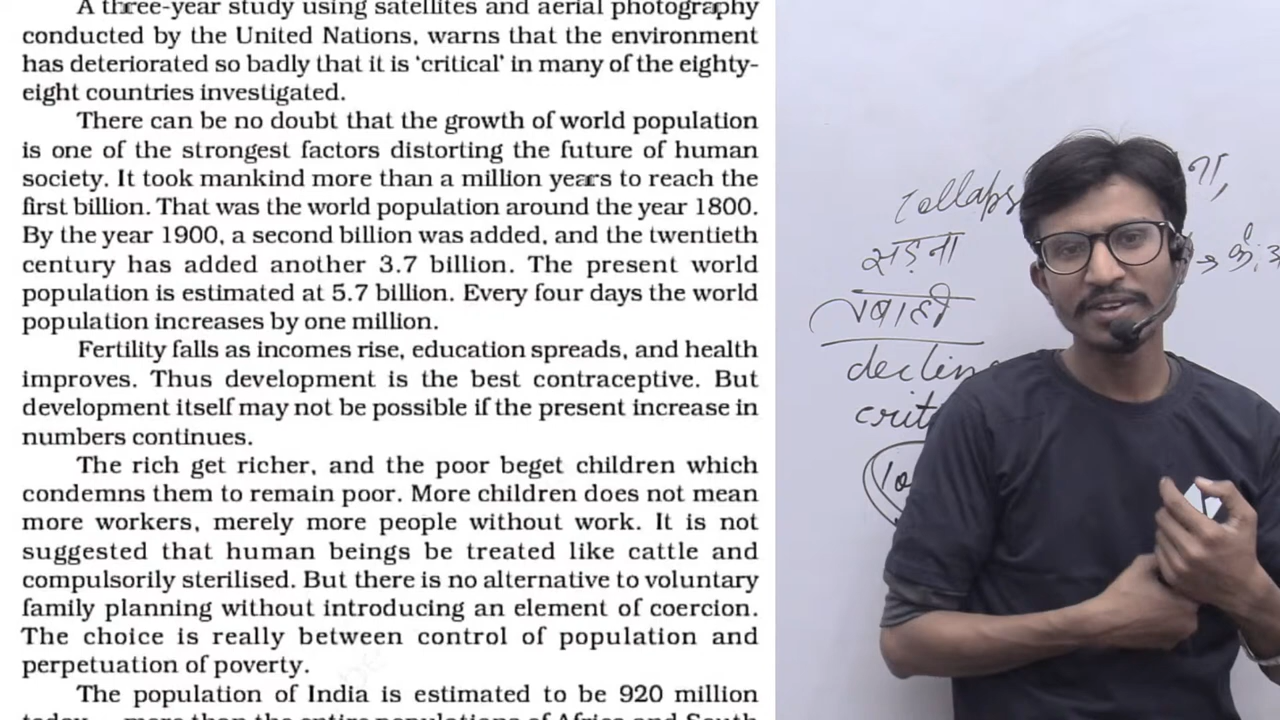 A three-year study using satellites and aerial photography
conducted by the United Nations, warns that the environment
has deteriorated so badly that it is ‘critical’ in many of the eighty-
eight countries investigated.
There can be no doubt that the growth of world population
is one of the strongest factors distorting the future of human
society. It took mankind more than a million years to reach the
first billion. That was the world population around the year 1800.
By the year 1900, a second billion was added, and the twentieth
century has added another 3.7 billion. The present world
population is estimated at 5.7 billion. Every four days the world
population increases by one million.
Fertility falls as incomes rise, education spreads, and health
improves. Thus development is the best contraceptive. But
development itself may not be possible if the present increase in
numbers continues.
The rich get richer, and the poor beget children which
condemns them to remain poor. More children does not mean
more workers, merely more people without work. It is not
suggested that human beings be treated like cattle and
compulsorily sterilised. But there is no alternative to voluntary
family planning without introducing an element of coercion.
The choice is really between control of population and
perpetuation of poverty.
The population of India is estimated to be 920 million
today — more than the entire populations of Africa and South
collaps
सड़ना
तबाही
declin
crit